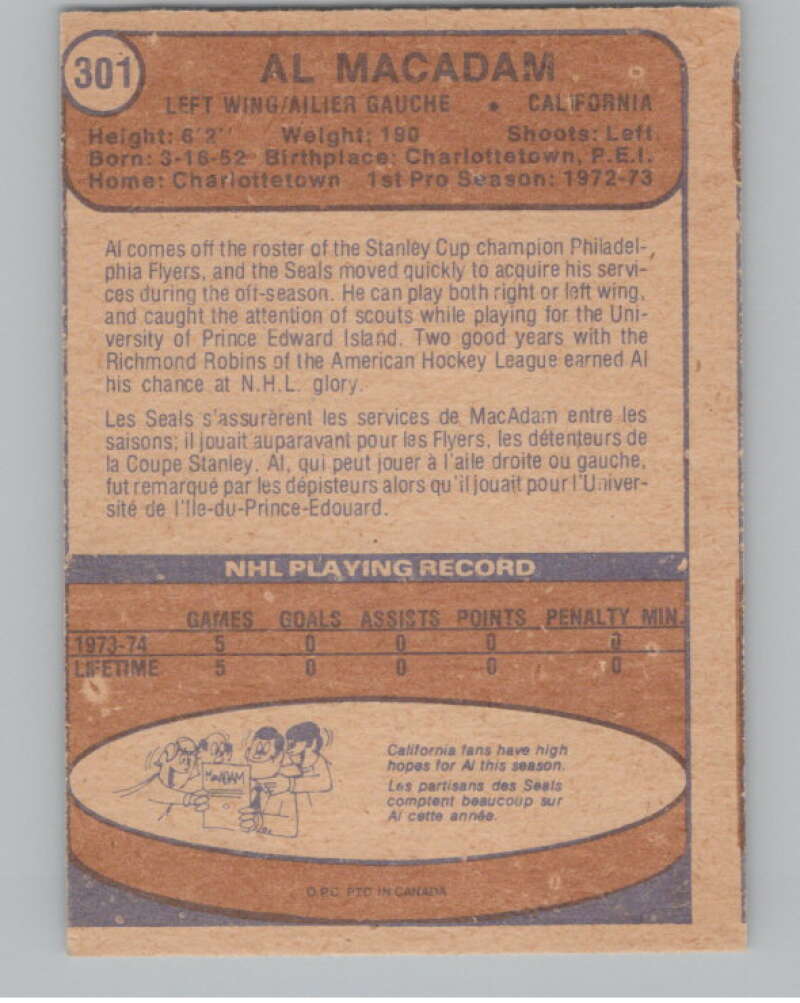 301
AL MACADAM
LEFT WING/AILIER GAUCHE • CALIFORNIA
Height: 6'2" Weight: 190 Shoots: Left
Born: 3-16-52 Birthplace: Charlottetown, P.E.I.
Home: Charlottetown 1st Pro Season: 1972-73
Al comes off the roster of the Stanley Cup champion Philadel-
phia Flyers, and the Seals moved quickly to acquire his servi-
ces during the off-season. He can play both right or left wing,
and caught the attention of scouts while playing for the Uni-
versity of Prince Edward Island. Two good years with the
Richmond Robins of the American Hockey League earned Al
his chance at N.H.L. glory.
Les Seals s'assurèrent les services de MacAdam entre les
saisons; il jouait auparavant pour les Flyers, les détenteurs de
la Coupe Stanley. Al, qui peut jouer à l'aile droite ou gauche,
fut remarqué par les dépisteurs alors qu'il jouait pour l'Univer-
sité de l'Ile-du-Prince-Edouard.
NHL PLAYING RECORD
GAMES GOALS ASSISTS POINTS PENALTY MIN.
1973-74 5 0 0 0 0
LIFETIME 5 0 0 0 0
MacADAM
California fans have high
hopes for Al this season.
Les partisans des Seals
comptent beaucoup sur
Al cette année.
O.P.C. PTD IN CANADA